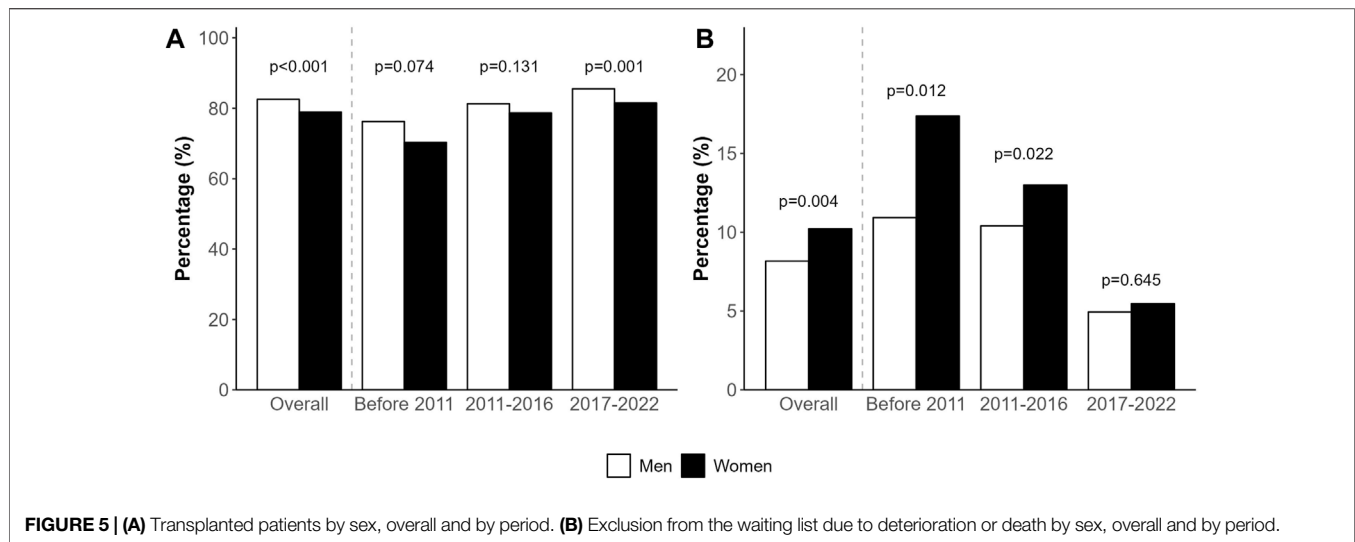 A
100
80
60
40
20
0
Percentage (%)
p<0.001
p=0.074
p=0.131
p=0.001
Overall
Before 2011
2011-2016
2017-2022
B
20
15
10
5
0
Percentage (%)
p=0.004
p=0.012
p=0.022
p=0.645
Overall
Before 2011
2011-2016
2017-2022
Men
Women
FIGURE 5 | (A) Transplanted patients by sex, overall and by period. (B) Exclusion from the waiting list due to deterioration or death by sex, overall and by period.